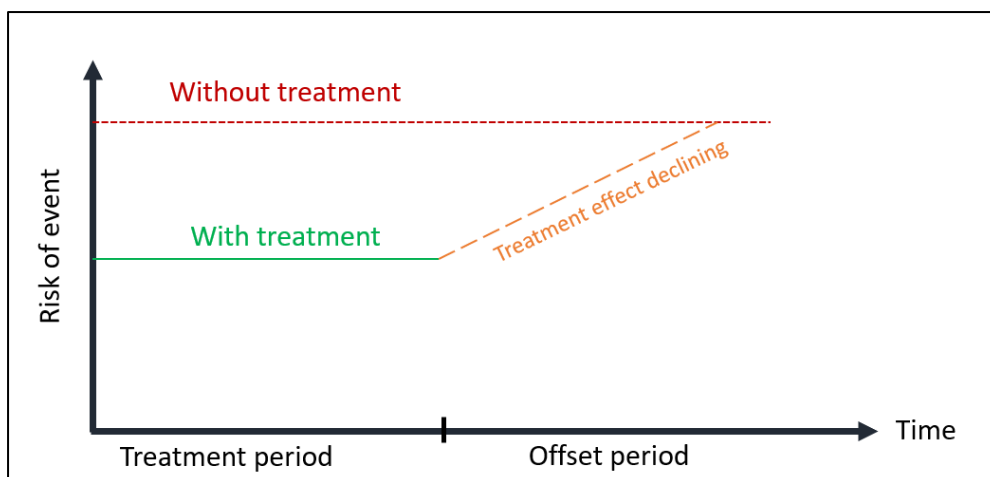 Without treatment
Treatment effect declining
With treatment
Risk of event
Time
Treatment period
Offset period